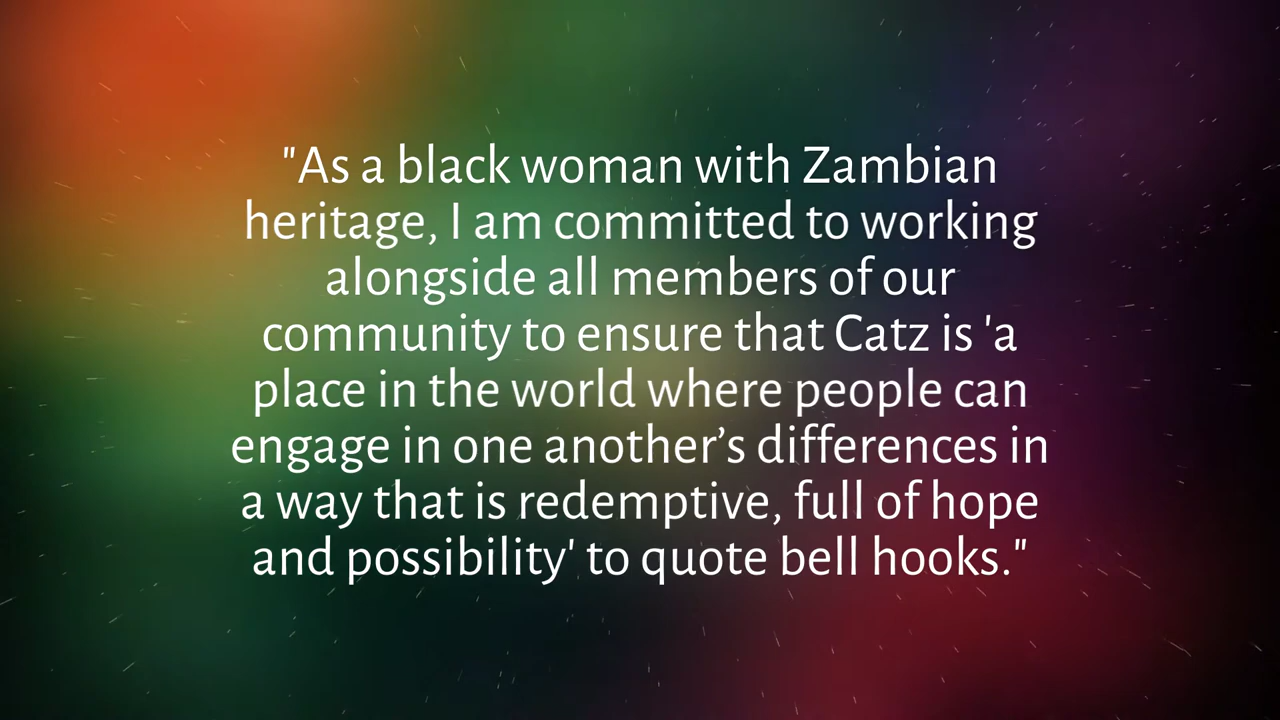 "As a black woman with Zambian
heritage, I am committed to working
alongside all members of our
community to ensure that Catz is 'a
place in the world where people can
engage in one another’s differences in
a way that is redemptive, full of hope
and possibility' to quote bell hooks."